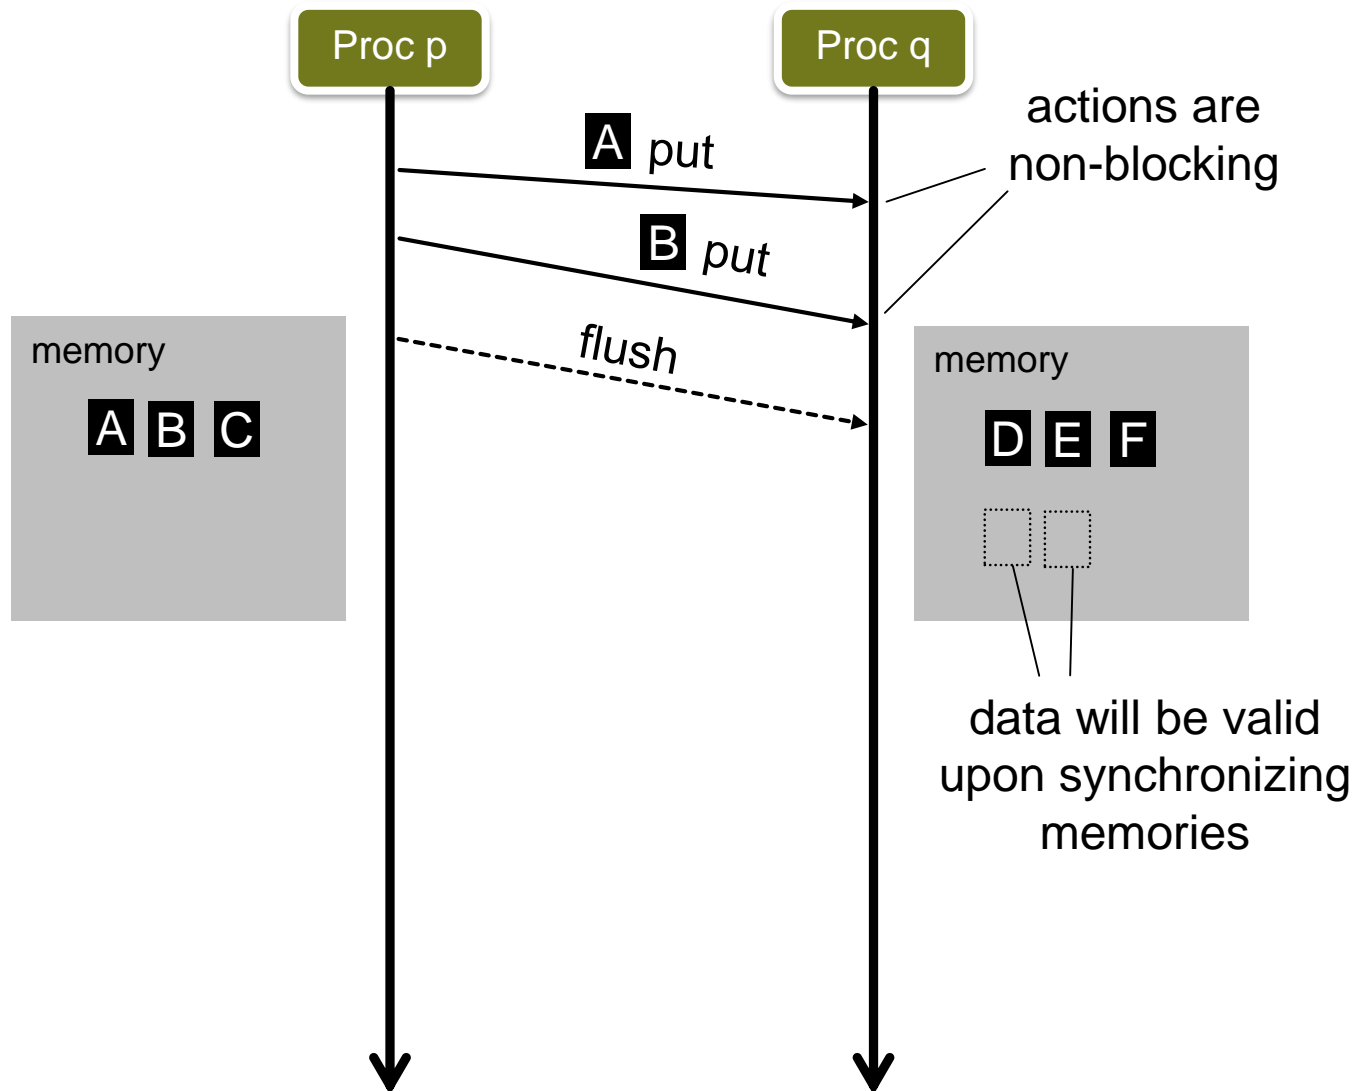 Proc p
Proc q
actions are
non-blocking
A put
B put
flush
memory
A B C
memory
D E F
data will be valid
upon synchronizing
memories